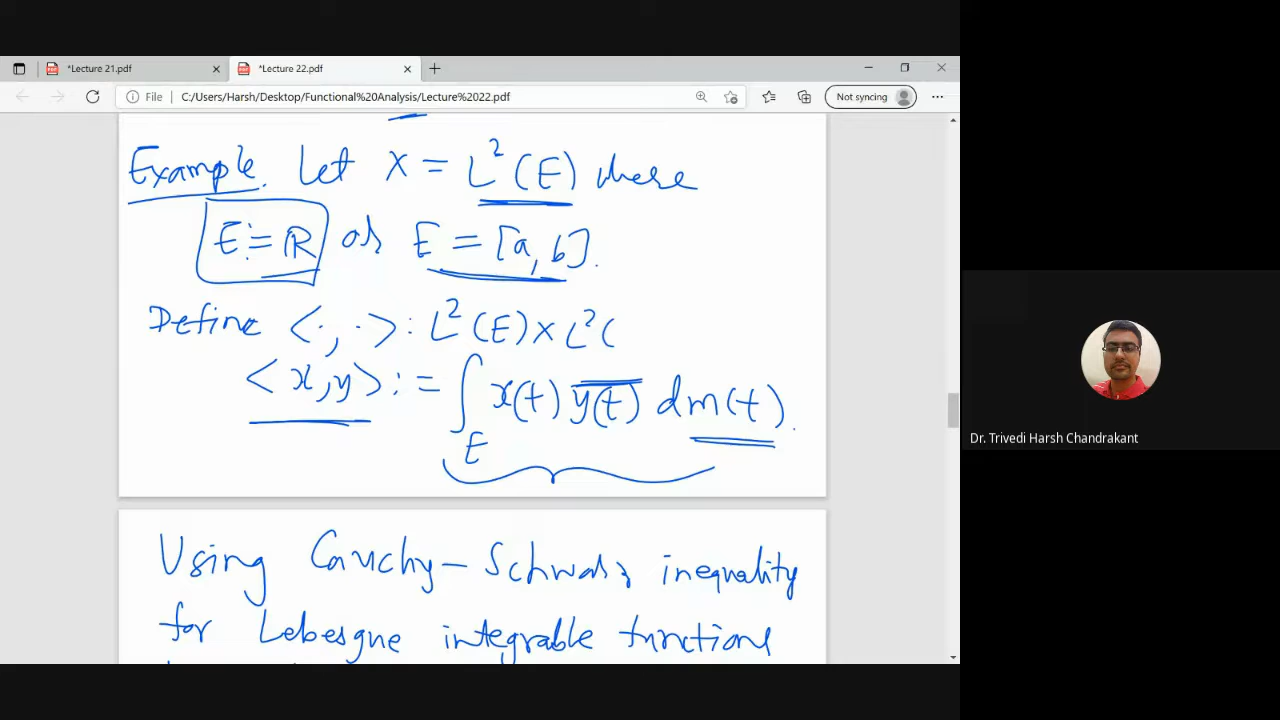 *Lecture 21.pdf
*Lecture 22.pdf
File C:/Users/Harsh/Desktop/Functional%20Analysis/Lecture%2022.pdf
Not syncing
Example. Let X = L²(E) where
E := ℝ or E = [a, b].
Define <·, ·> : L²(E) × L²(
<x, y> := ∫_E x(t) \overline{y(t)} dm(t).
Using Cauchy-Schwarz inequality
for Lebesgue integrable functions
Dr. Trivedi Harsh Chandrakant